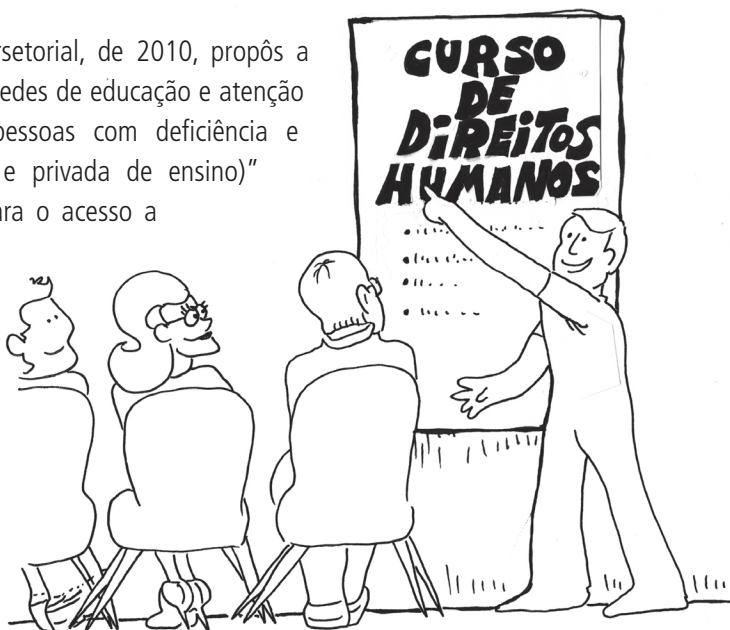 rsetorial, de 2010, propôs a
edes de educação e atenção
pessoas com deficiência e
e privada de ensino)”
ara o acesso a
CURSO
DE
DIREITOS
HUMANOS